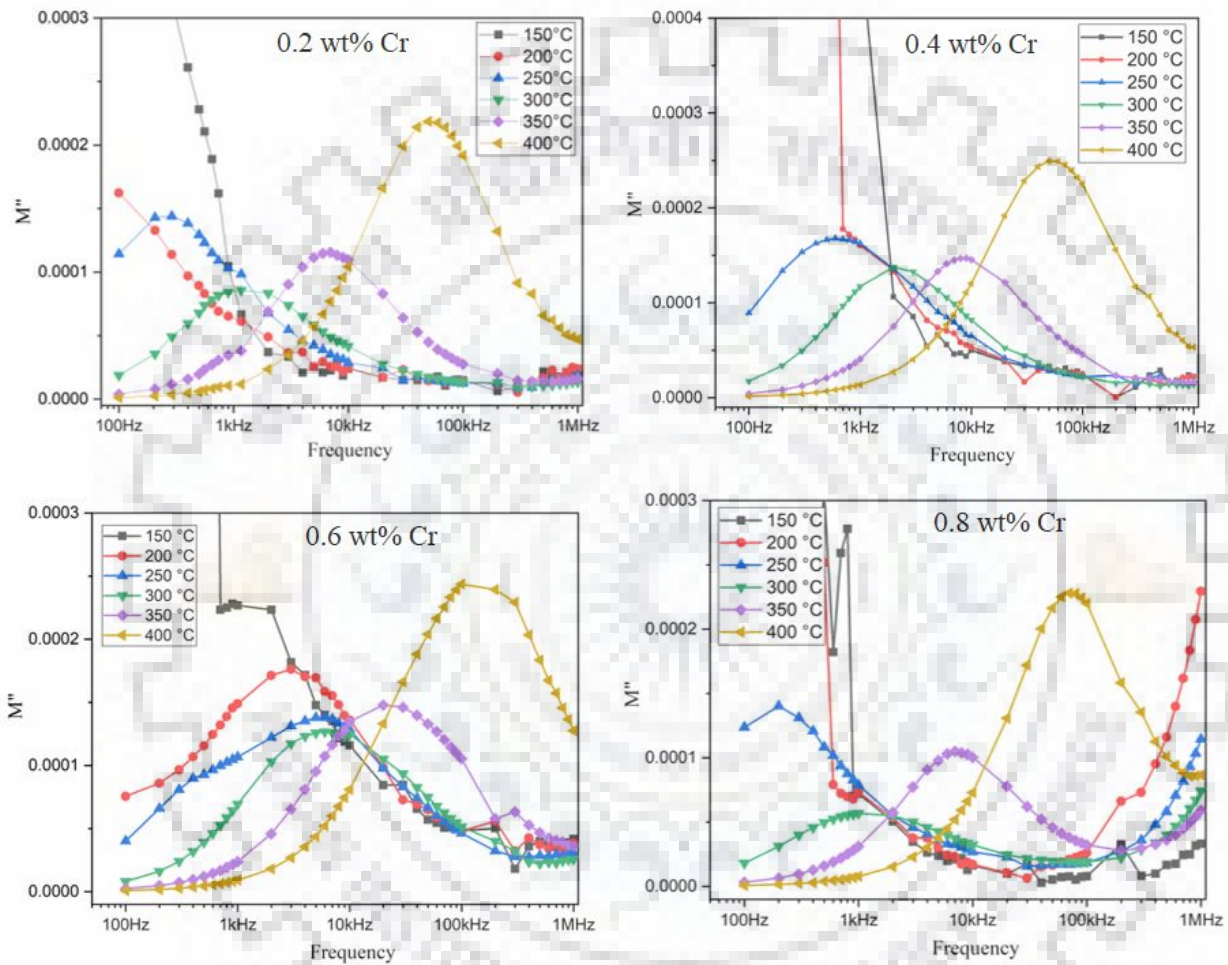 0.0003
0.0002
0.0001
0.0000
M"
0.2 wt% Cr
150°C
200°C
250°C
300°C
350°C
400°C
100Hz 1kHz 10kHz 100kHz 1MHz
Frequency
0.0004
0.0003
0.0002
0.0001
0.0000
M"
0.4 wt% Cr
150 °C
200 °C
250 °C
300 °C
350 °C
400 °C
100Hz 1kHz 10kHz 100kHz 1MHz
Frequency
0.0003
0.0002
0.0001
0.0000
M"
0.6 wt% Cr
150 °C
200 °C
250 °C
300 °C
350 °C
400 °C
100Hz 1kHz 10kHz 100kHz 1MHz
Frequency
0.0003
0.0002
0.0001
0.0000
M"
0.8 wt% Cr
150 °C
200 °C
250 °C
300 °C
350 °C
400 °C
100Hz 1kHz 10kHz 100kHz 1MHz
Frequency